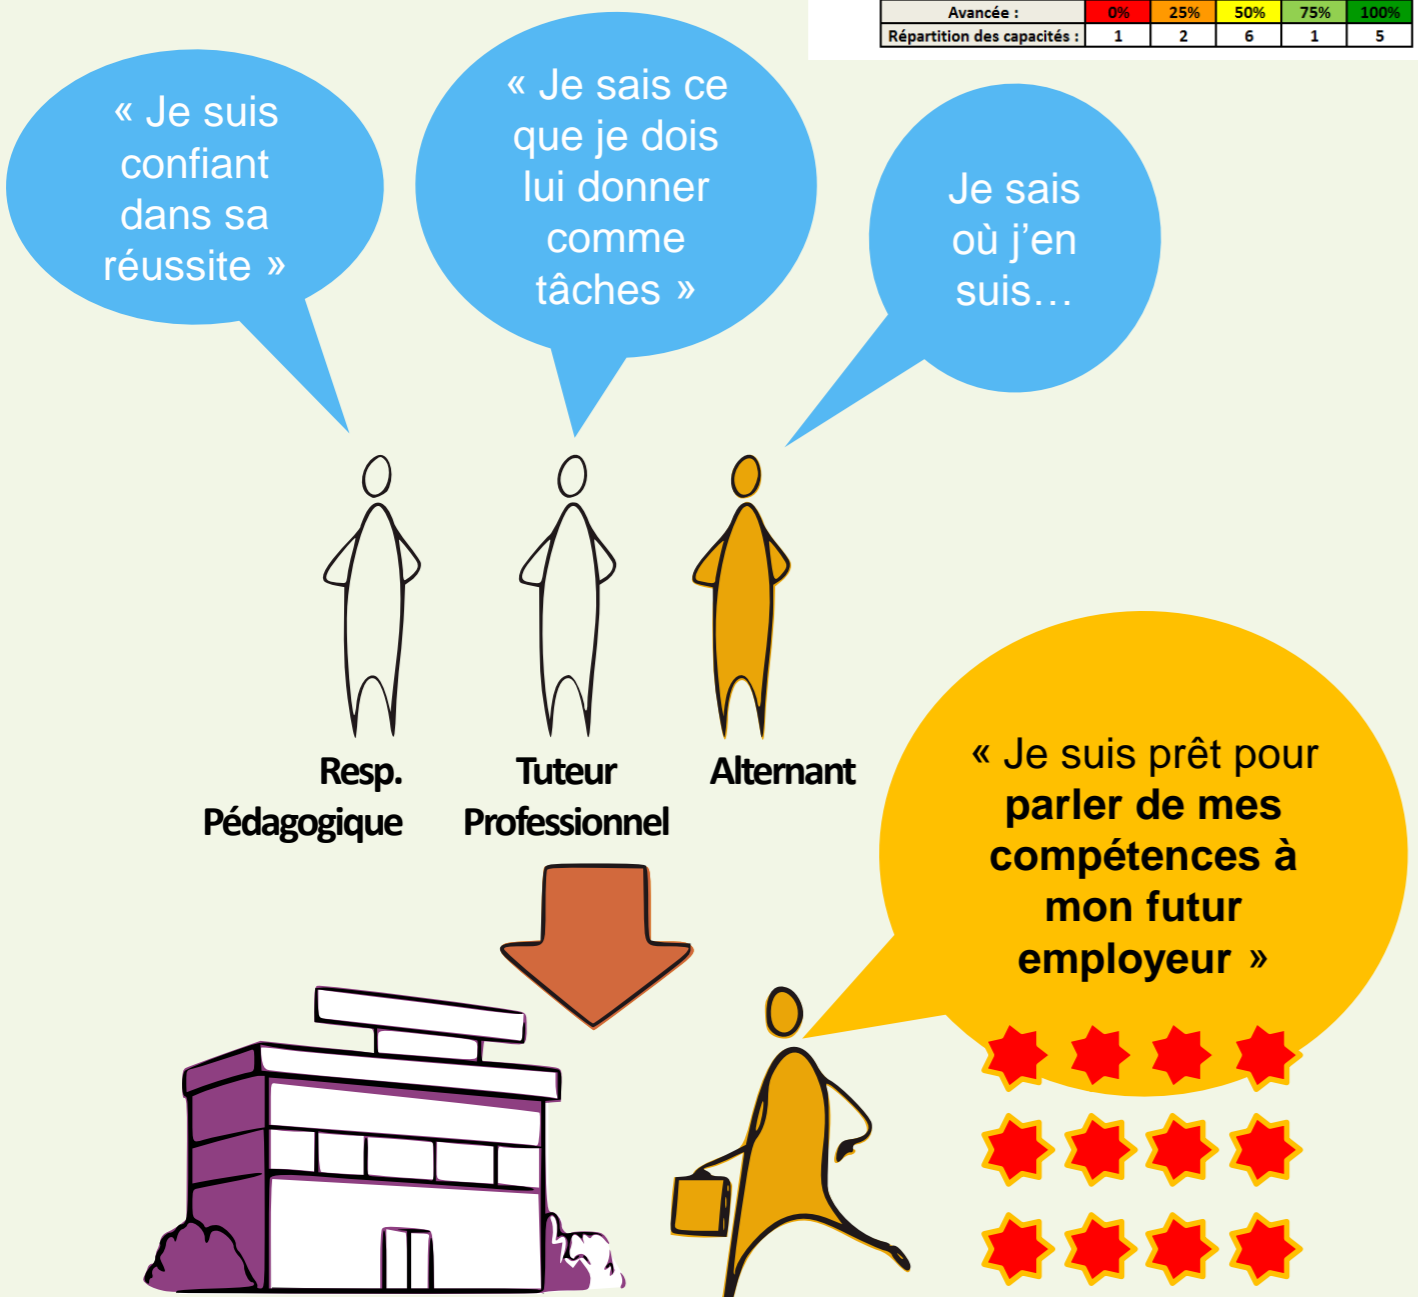 Avancée : 0% 25% 50% 75% 100%
Répartition des capacités : 1 2 6 1 5
« Je suis
confiant
dans sa
réussite »
« Je sais ce
que je dois
lui donner
comme
tâches »
Je sais
où j’en
suis…
Resp.
Pédagogique
Tuteur
Professionnel
Alternant
« Je suis prêt pour
parler de mes
compétences à
mon futur
employeur »